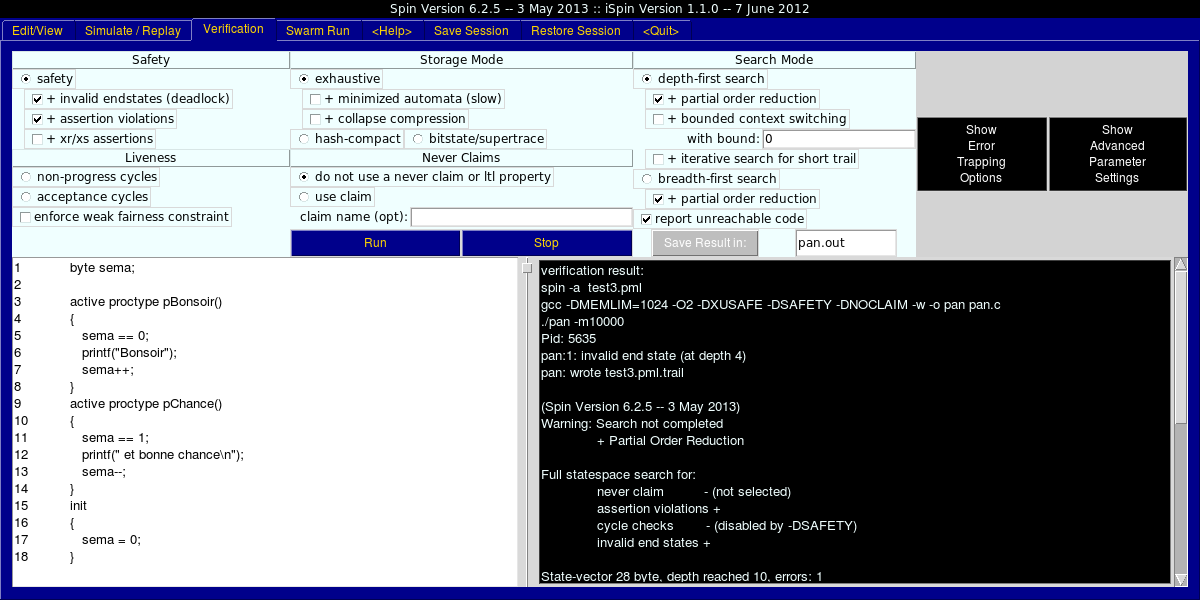 Spin Version 6.2.5 -- 3 May 2013 :: iSpin Version 1.1.0 -- 7 June 2012
Edit/View Simulate / Replay Verification Swarm Run <Help> Save Session Restore Session <Quit>
Safety
safety
+ invalid endstates (deadlock)
+ assertion violations
+ xr/xs assertions
Liveness
non-progress cycles
acceptance cycles
enforce weak fairness constraint
Storage Mode
exhaustive
+ minimized automata (slow)
+ collapse compression
hash-compact bitstate/supertrace
Never Claims
do not use a never claim or ltl property
use claim
claim name (opt):
Run Stop
Search Mode
depth-first search
+ partial order reduction
+ bounded context switching
with bound: 0
+ iterative search for short trail
breadth-first search
+ partial order reduction
report unreachable code
Save Result in: pan.out
Show
Error
Trapping
Options
Show
Advanced
Parameter
Settings
1 byte sema;
2
3 active proctype pBonsoir()
4 {
5 sema == 0;
6 printf("Bonsoir");
7 sema++;
8 }
9 active proctype pChance()
10 {
11 sema == 1;
12 printf(" et bonne chance\n");
13 sema--;
14 }
15 init
16 {
17 sema = 0;
18 }
verification result:
spin -a  test3.pml
gcc -DMEMLIM=1024 -O2 -DXUSAFE -DSAFETY -DNOCLAIM -w -o pan pan.c
./pan -m10000
Pid: 5635
pan:1: invalid end state (at depth 4)
pan: wrote test3.pml.trail
(Spin Version 6.2.5 -- 3 May 2013)
Warning: Search not completed
+ Partial Order Reduction
Full statespace search for:
never claim - (not selected)
assertion violations +
cycle checks - (disabled by -DSAFETY)
invalid end states +
State-vector 28 byte, depth reached 10, errors: 1